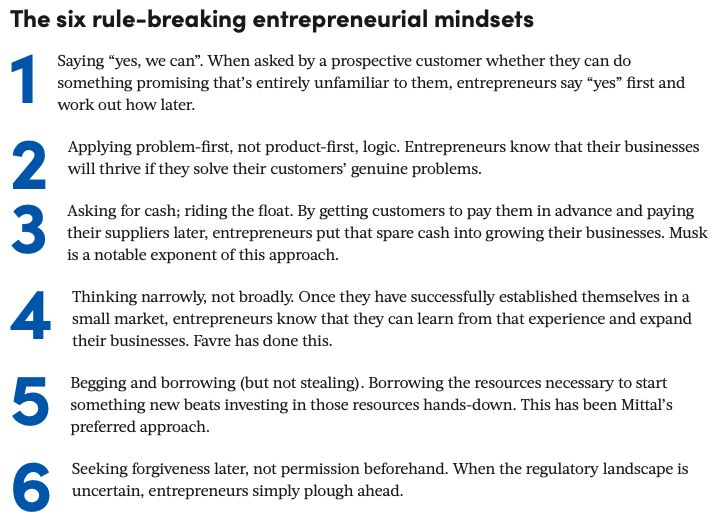 The six rule-breaking entrepreneurial mindsets
1
Saying “yes, we can”. When asked by a prospective customer whether they can do
something promising that’s entirely unfamiliar to them, entrepreneurs say “yes” first and
work out how later.
2
Applying problem-first, not product-first, logic. Entrepreneurs know that their businesses
will thrive if they solve their customers’ genuine problems.
3
Asking for cash; riding the float. By getting customers to pay them in advance and paying
their suppliers later, entrepreneurs put that spare cash into growing their businesses. Musk
is a notable exponent of this approach.
4
Thinking narrowly, not broadly. Once they have successfully established themselves in a
small market, entrepreneurs know that they can learn from that experience and expand
their businesses. Favre has done this.
5
Begging and borrowing (but not stealing). Borrowing the resources necessary to start
something new beats investing in those resources hands-down. This has been Mittal’s
preferred approach.
6
Seeking forgiveness later, not permission beforehand. When the regulatory landscape is
uncertain, entrepreneurs simply plough ahead.